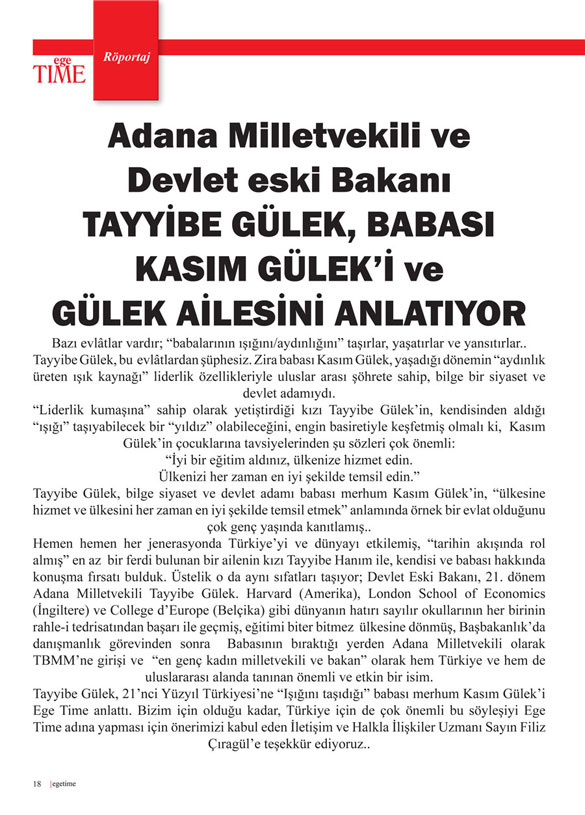 ege
TIME
Röportaj
Adana Milletvekili ve
Devlet eski Bakanı
TAYYİBE GÜLEK, BABASI
KASIM GÜLEK’İ ve
GÜLEK AİLESİNİ ANLATIYOR
Bazı evlâtlar vardır; “babalarının ışığını/aydınlığını” taşırlar, yaşatırlar ve yansıtırlar..
Tayyibe Gülek, bu evlâtlardan şüphesiz. Zira babası Kasım Gülek, yaşadığı dönemin “aydınlık
üreten ışık kaynağı” liderlik özellikleriyle uluslar arası şöhrete sahip, bilge bir siyaset ve
devlet adamıydı.
“Liderlik kumaşına” sahip olarak yetiştirdiği kızı Tayyibe Gülek’in, kendisinden aldığı
“ışığı” taşıyabilecek bir “yıldız” olabileceğini, engin basiretiyle keşfetmiş olmalı ki,  Kasım
Gülek’in çocuklarına tavsiyelerinden şu sözleri çok önemli:
“İyi bir eğitim aldınız, ülkenize hizmet edin.
Ülkenizi her zaman en iyi şekilde temsil edin.”
Tayyibe Gülek, bilge siyaset ve devlet adamı babası merhum Kasım Gülek’in, “ülkesine
hizmet ve ülkesini her zaman en iyi şekilde temsil etmek” anlamında örnek bir evlat olduğunu
çok genç yaşında kanıtlamış..
Hemen hemen her jenerasyonda Türkiye’yi ve dünyayı etkilemiş, “tarihin akışında rol
almış” en az  bir ferdi bulunan bir ailenin kızı Tayyibe Hanım ile, kendisi ve babası hakkında
konuşma fırsatı bulduk. Üstelik o da aynı sıfatları taşıyor; Devlet Eski Bakanı, 21. dönem
Adana Milletvekili Tayyibe Gülek. Harvard (Amerika), London School of Economics
(İngiltere) ve College d’Europe (Belçika) gibi dünyanın hatırı sayılır okullarının her birinin
rahle-i tedrisatından başarı ile geçmiş, eğitimi biter bitmez  ülkesine dönmüş, Başbakanlık’da
danışmanlık görevinden sonra  Babasının bıraktığı yerden Adana Milletvekili olarak
TBMM’ne girişi ve  “en genç kadın milletvekili ve bakan” olarak hem Türkiye ve hem de
uluslararası alanda tanınan önemli ve etkin bir isim.
Tayyibe Gülek, 21’nci Yüzyıl Türkiyesi’ne “Işığını taşıdığı” babası merhum Kasım Gülek’i
Ege Time anlattı. Bizim için olduğu kadar, Türkiye için de çok önemli bu söyleşiyi Ege
Time adına yapması için önerimizi kabul eden İletişim ve Halkla İlişkiler Uzmanı Sayın Filiz
Çıragül’e teşekkür ediyoruz..
18 |egetime